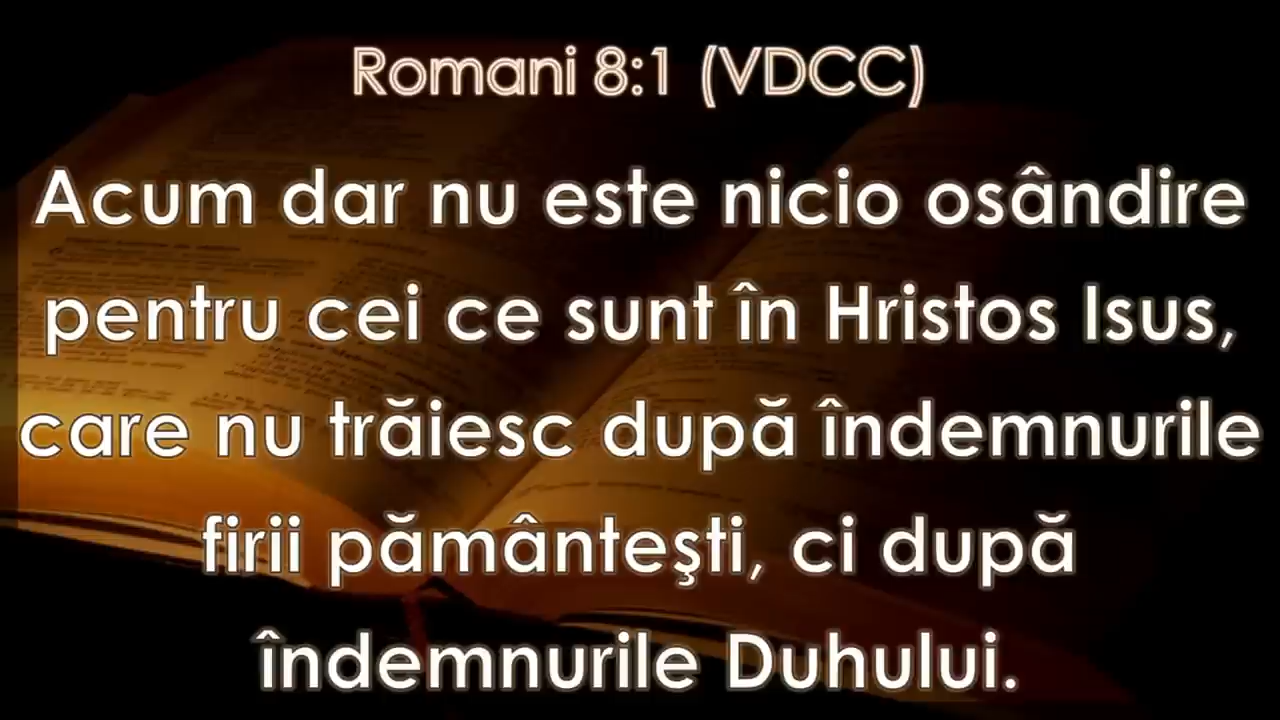 Romani 8:1 (VDCC)
Acum dar nu este nicio osândire
pentru cei ce sunt în Hristos Isus,
care nu trăiesc după îndemnurile
firii pământeşti, ci după
îndemnurile Duhului.